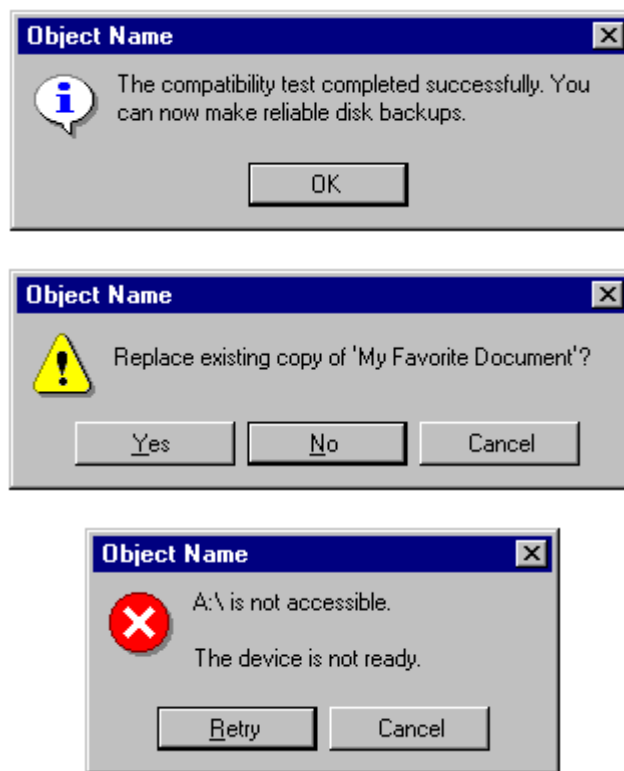 Object Name
The compatibility test completed successfully. You
can now make reliable disk backups.
OK
Object Name
Replace existing copy of 'My Favorite Document'?
Yes No Cancel
Object Name
A:\ is not accessible.
The device is not ready.
Retry Cancel